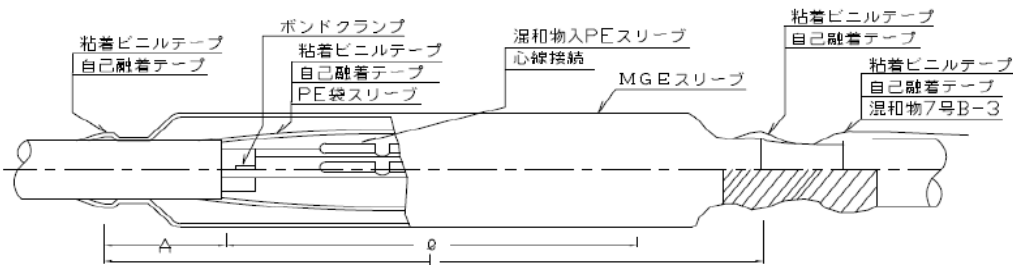 粘着ビニルテープ
自己融着テープ
ボンドクランプ
粘着ビニルテープ
自己融着テープ
PE袋スリーブ
混和物入PEスリーブ
心線接続
MGEスリーブ
粘着ビニルテープ
自己融着テープ
粘着ビニルテープ
自己融着テープ
混和物7号B-3
A